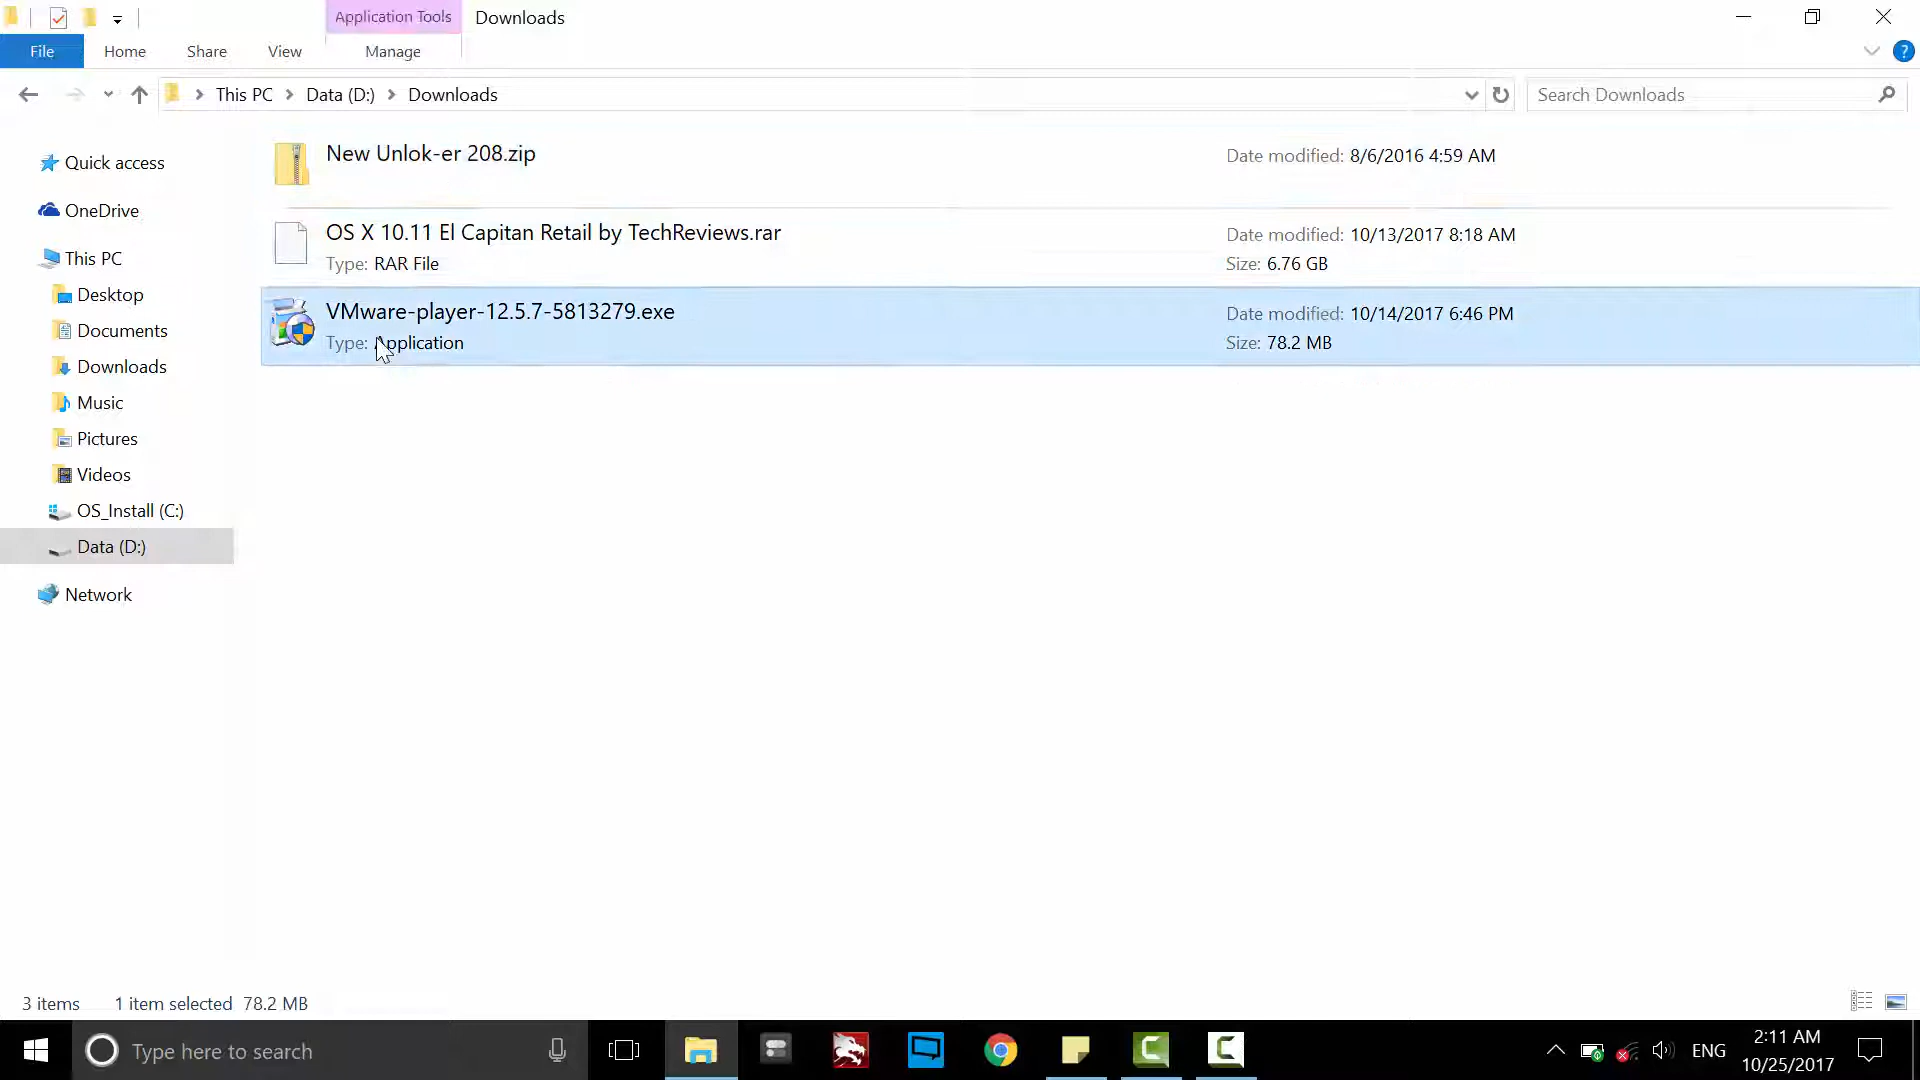 Application Tools Downloads
File Home Share View Manage
This PC Data (D:) Downloads Search Downloads
Quick access
OneDrive
This PC
Desktop
Documents
Downloads
Music
Pictures
Videos
OS_Install (C:)
Data (D:)
Network
New Unlok-er 208.zip Date modified: 8/6/2016 4:59 AM
OS X 10.11 El Capitan Retail by TechReviews.rar Date modified: 10/13/2017 8:18 AM
Type: RAR File Size: 6.76 GB
VMware-player-12.5.7-5813279.exe Date modified: 10/14/2017 6:46 PM
Type: Application Size: 78.2 MB
3 items 1 item selected 78.2 MB
Type here to search ENG 2:11 AM
10/25/2017